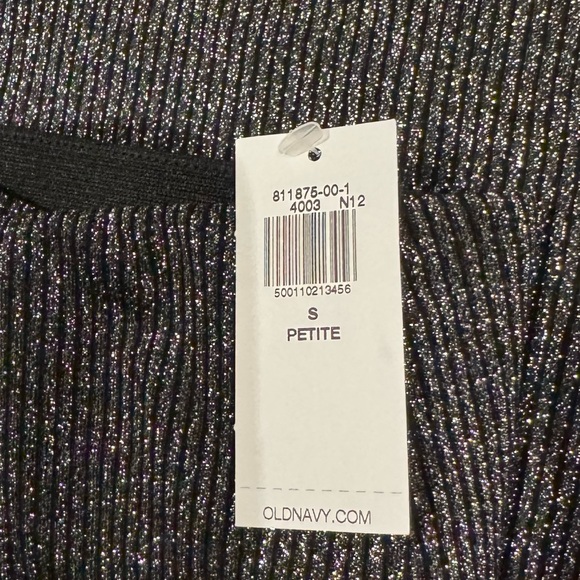 811875-00-1
4003 N12
500110213456
S
PETITE
OLDNAVY.COM